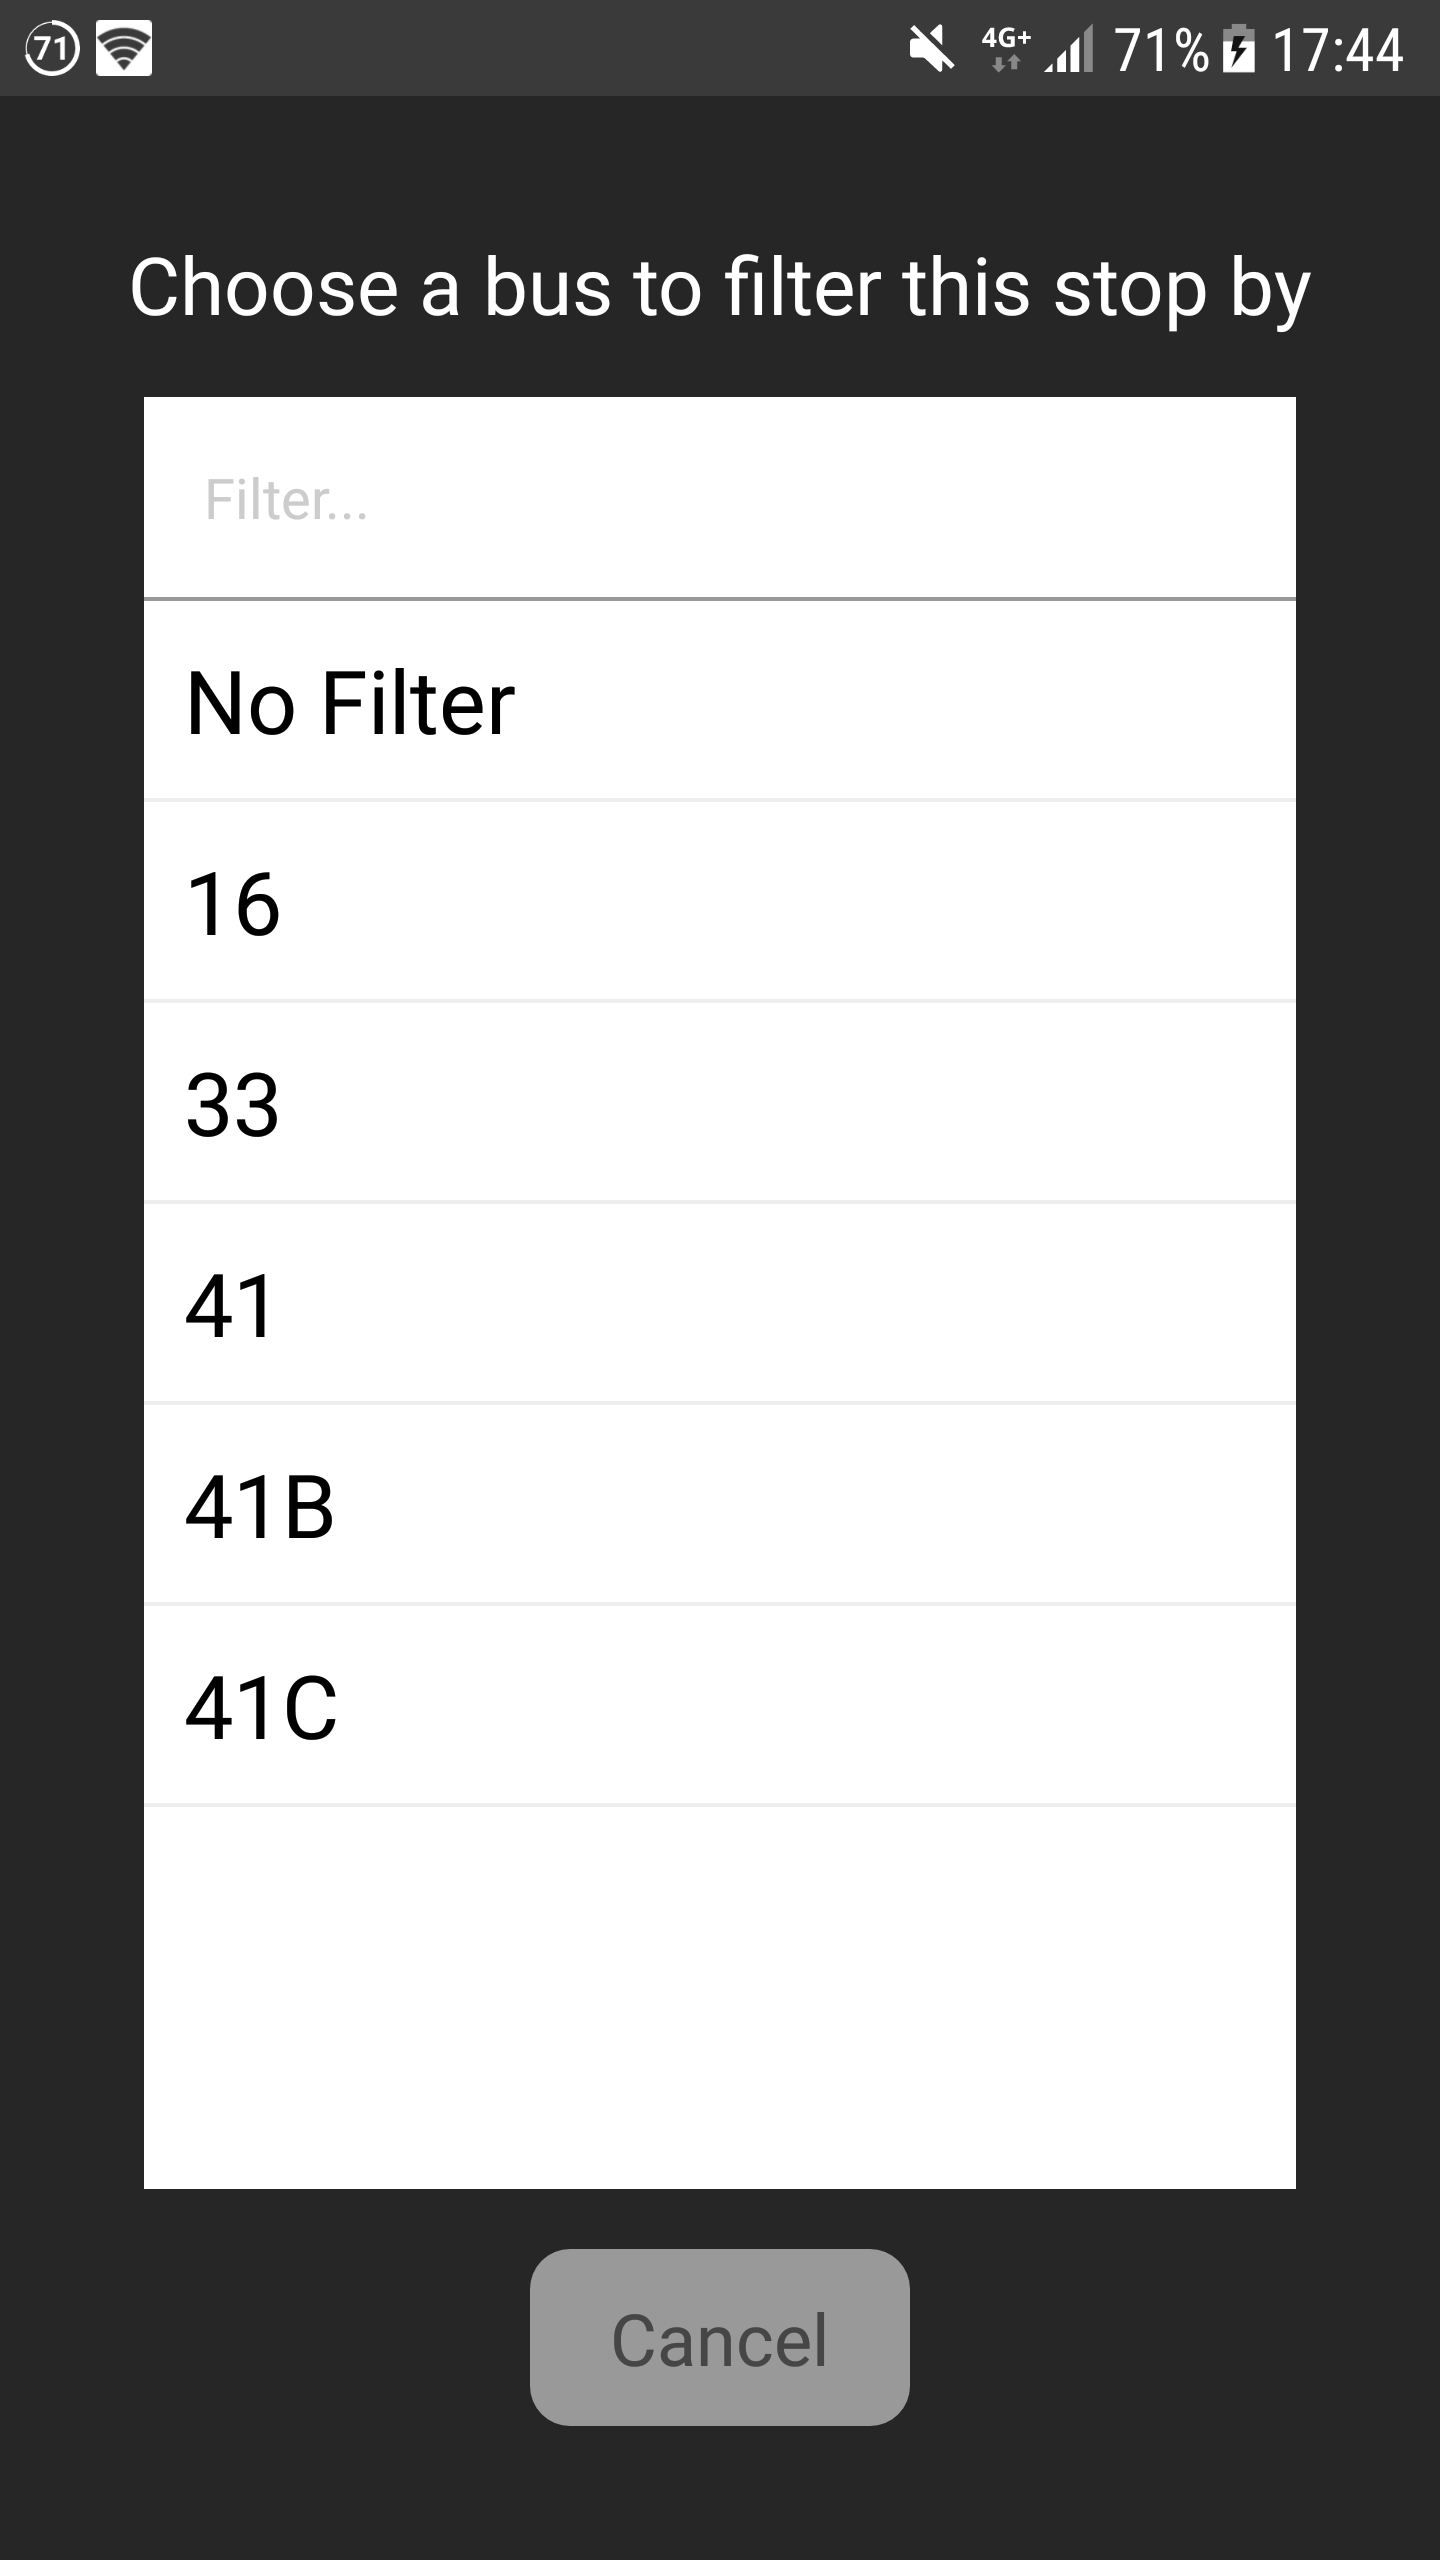 71 4G+ 71% 17:44
Choose a bus to filter this stop by
Filter...
No Filter
16
33
41
41B
41C
Cancel